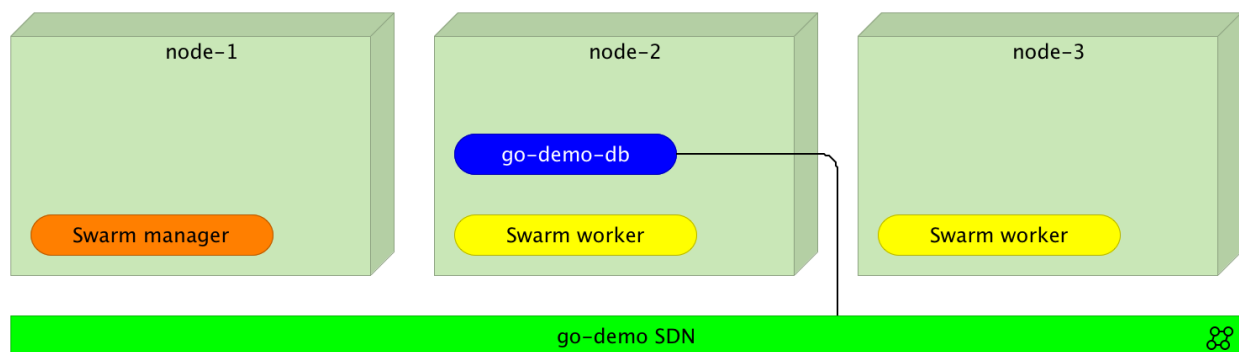 node-1
node-2
node-3
go-demo-db
Swarm manager
Swarm worker
Swarm worker
go-demo SDN